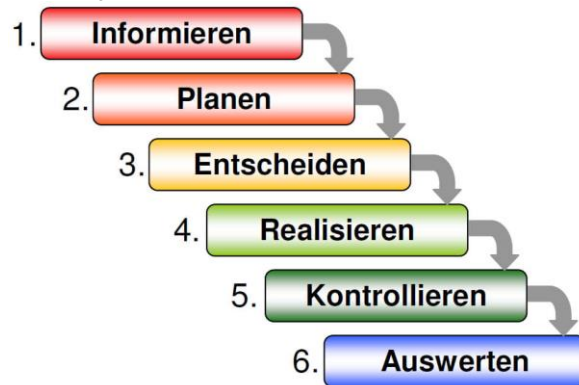 1. Informieren
2. Planen
3. Entscheiden
4. Realisieren
5. Kontrollieren
6. Auswerten